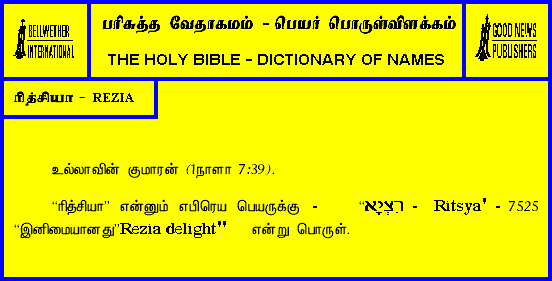 BELLWETHER
INTERNATIONAL
பரிசுத்த வேதாகமம் - பெயர் பொருள்விளக்கம்
THE HOLY BIBLE - DICTIONARY OF NAMES
GOOD NEWS
PUBLISHERS
ரித்சியா - REZIA
உல்லாவின் குமாரன் (1நாளா 7:39).
“ரித்சியா” என்னும் எபிரெய பெயருக்கு - “רִצְיָא - Ritsya' - 7525
“இனிமையானது”Rezia delight" என்று பொருள்.